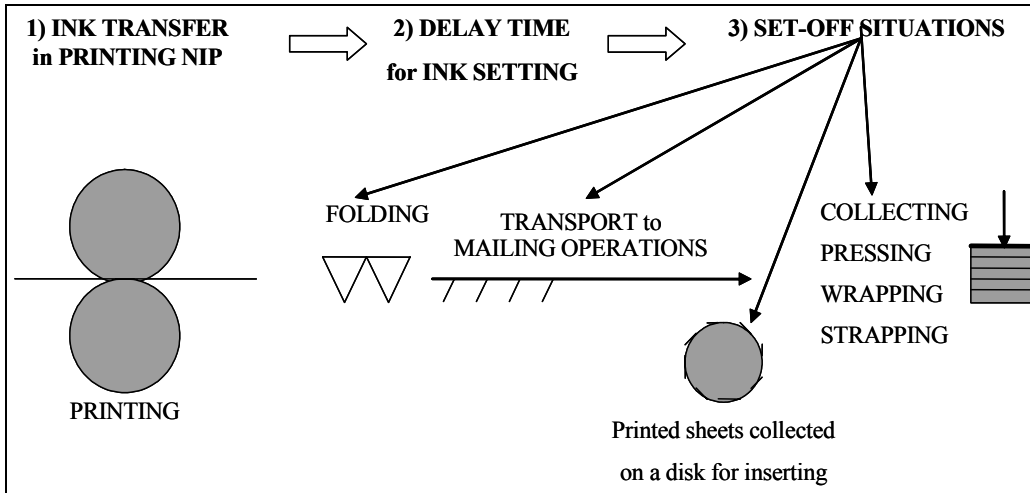 1) INK TRANSFER
in PRINTING NIP
2) DELAY TIME
for INK SETTING
3) SET-OFF SITUATIONS
FOLDING
TRANSPORT to
MAILING OPERATIONS
COLLECTING
PRESSING
WRAPPING
STRAPPING
PRINTING
Printed sheets collected
on a disk for inserting